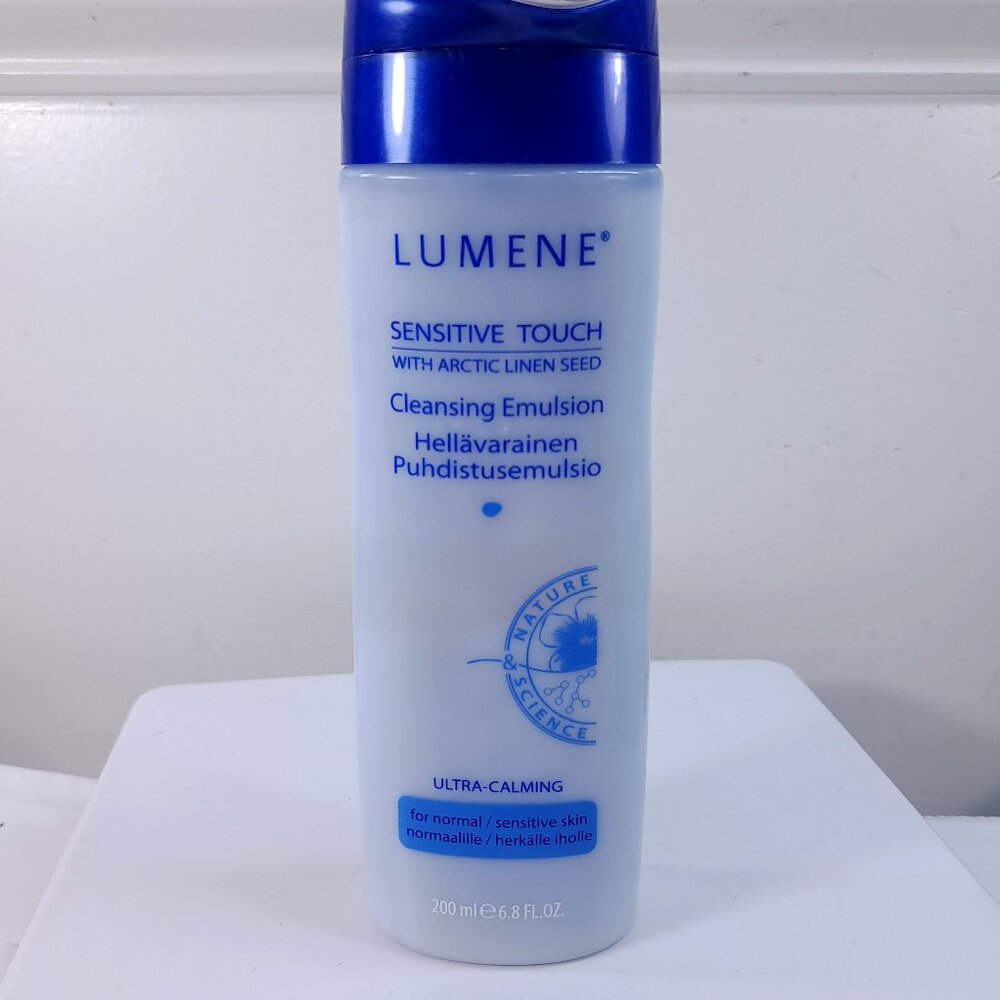 LUMENE®
SENSITIVE TOUCH
WITH ARCTIC LINEN SEED
Cleansing Emulsion
Hellävarainen
Puhdistusemulsio
NATURE
&
SCIENCE
ULTRA-CALMING
for normal / sensitive skin
normaalille / herkälle iholle
200 ml ℮ 6.8 FL.OZ.